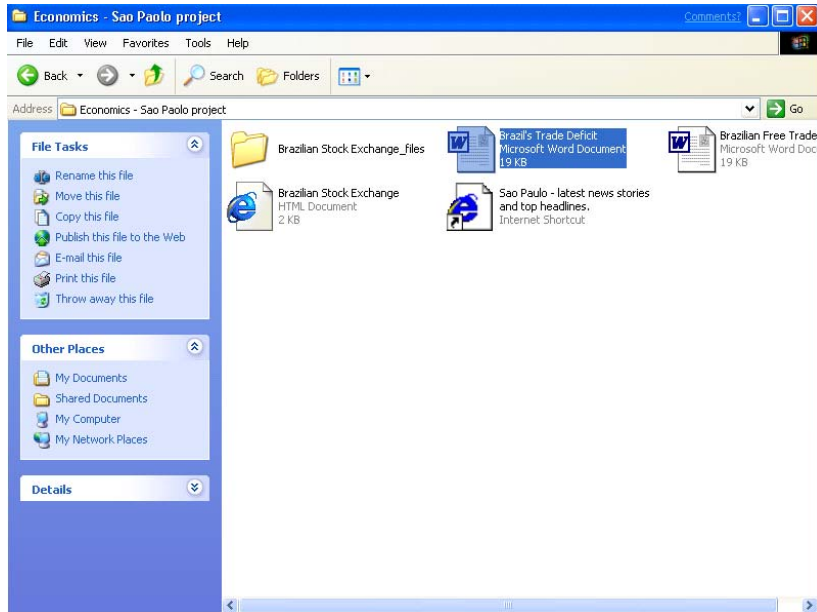 Economics - Sao Paolo project
Comments?
File Edit View Favorites Tools Help
Back Search Folders
Address Economics - Sao Paolo project Go
File Tasks
Rename this file
Move this file
Copy this file
Publish this file to the Web
E-mail this file
Print this file
Throw away this file
Other Places
My Documents
Shared Documents
My Computer
My Network Places
Details
Brazilian Stock Exchange_files
Brazil's Trade Deficit
Microsoft Word Document
19 KB
Brazilian Free Trade
Microsoft Word Doc
19 KB
Brazilian Stock Exchange
HTML Document
2 KB
Sao Paulo - latest news stories
and top headlines.
Internet Shortcut